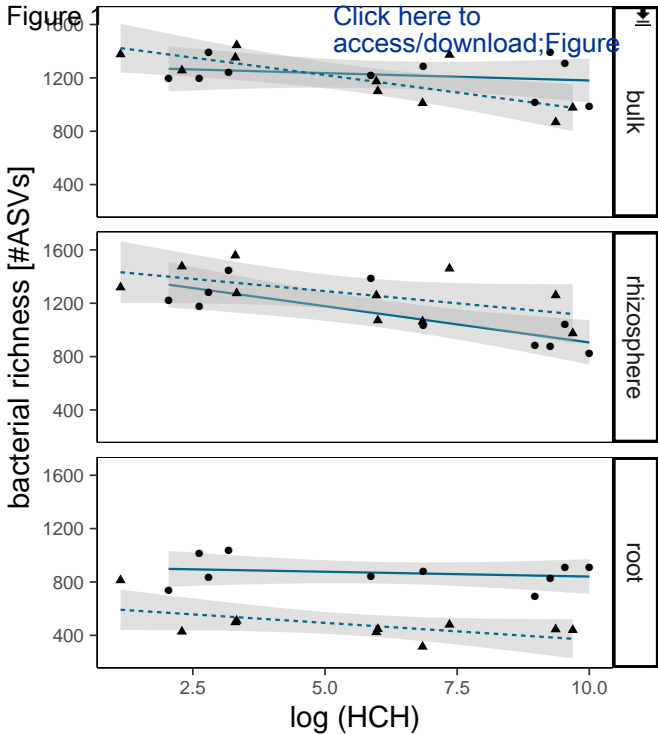 Figure 1
Click here to
access/download;Figure
bacterial richness [#ASVs]
1600
1200
800
400
bulk
1600
1200
800
400
rhizosphere
1600
1200
800
400
root
2.5 5.0 7.5 10.0
log (HCH)